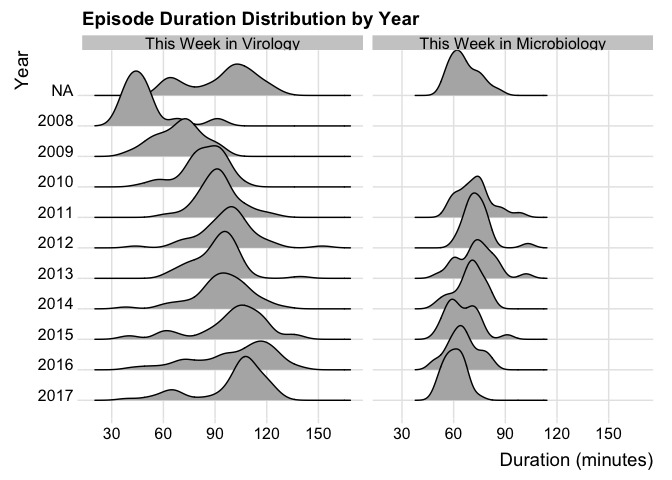 Episode Duration Distribution by Year
This Week in Virology
This Week in Microbiology
Year
NA
2008
2009
2010
2011
2012
2013
2014
2015
2016
2017
30 60 90 120 150
30 60 90 120 150
Duration (minutes)